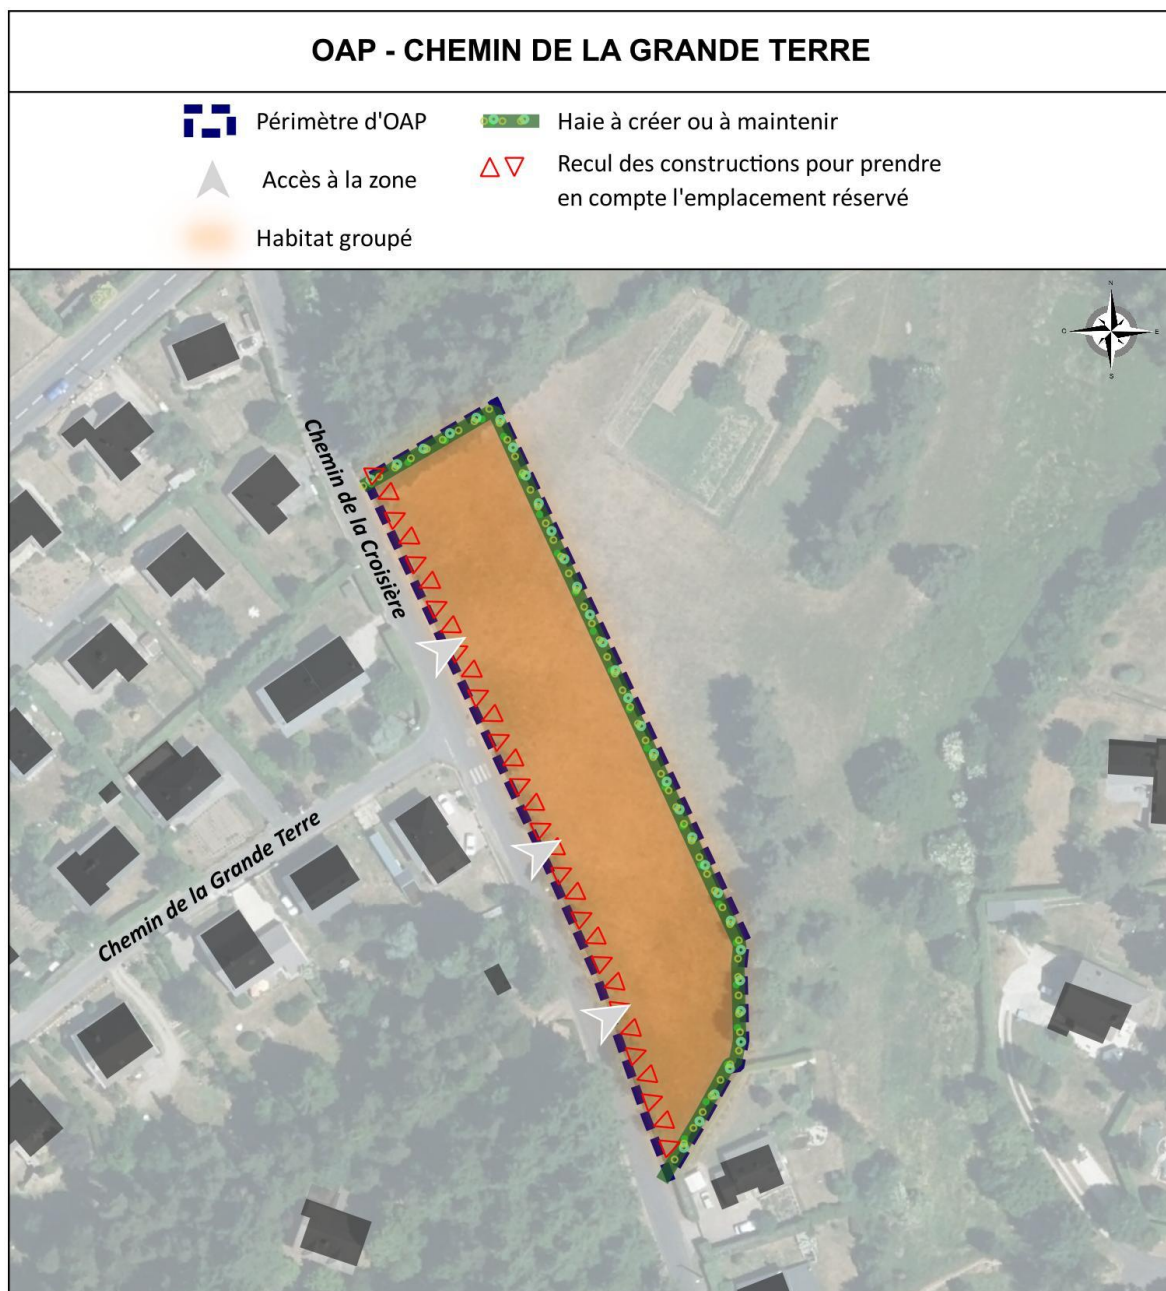 OAP - CHEMIN DE LA GRANDE TERRE
Périmètre d'OAP
Haie à créer ou à maintenir
Accès à la zone
Recul des constructions pour prendre
en compte l'emplacement réservé
Habitat groupé
N
O
E
S
Chemin de la Croisière
Chemin de la Grande Terre